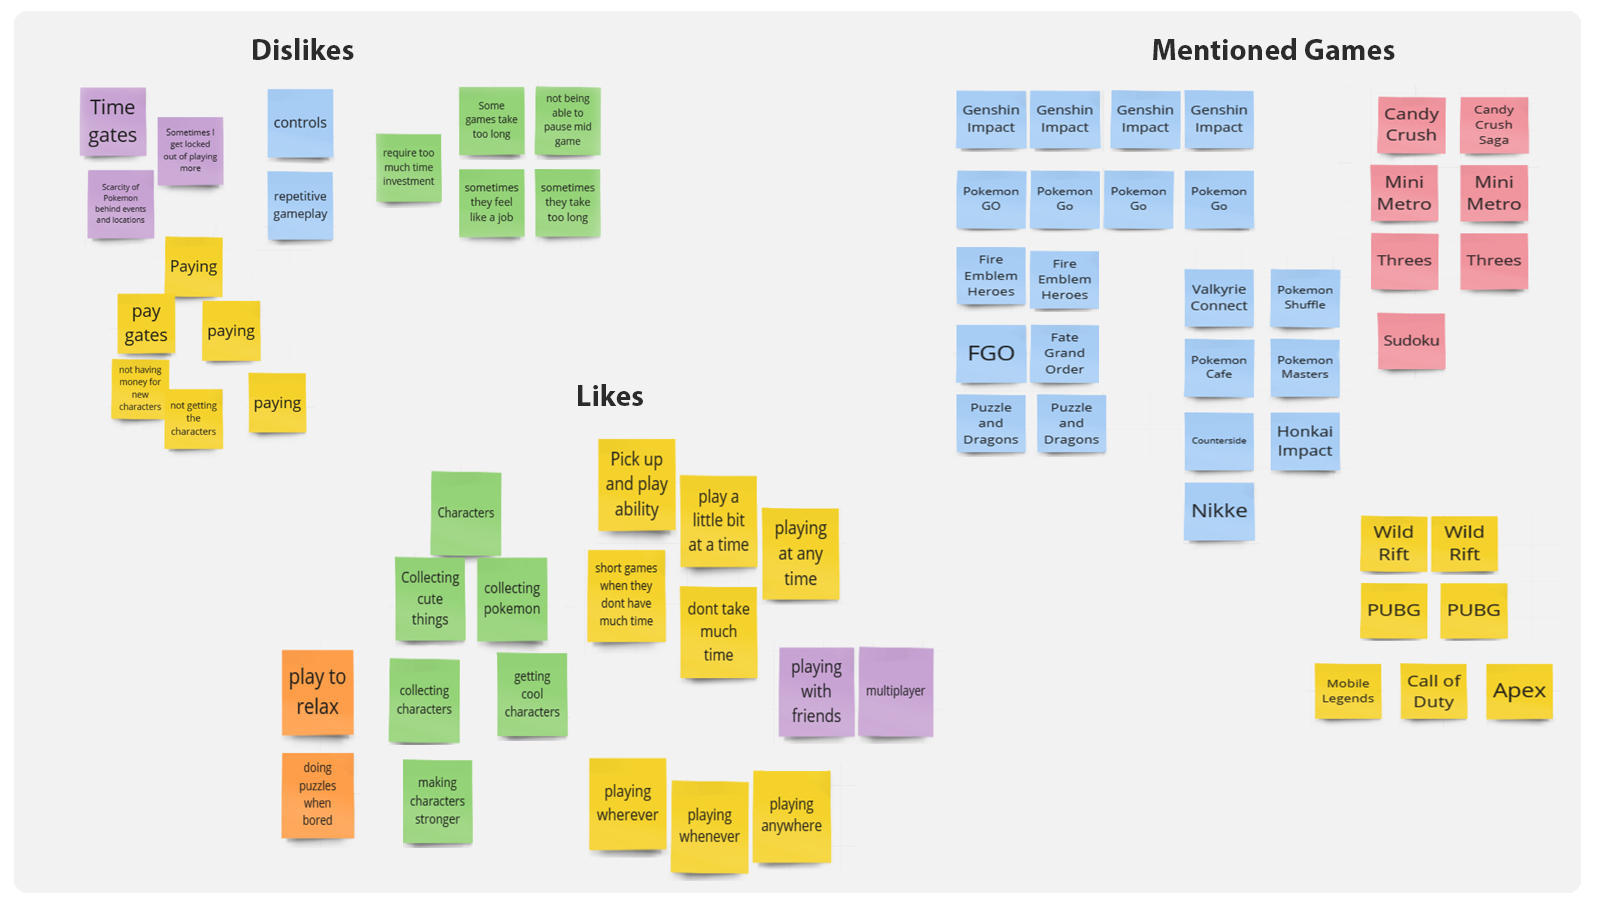 Dislikes
Time
gates
Sometimes I
get locked
out of playing
more
Scarcity of
Pokemon
behind events
and locations
controls
repetitive
gameplay
require too
much time
investment
Some
games take
too long
not being
able to
pause mid
game
sometimes
they feel
like a job
sometimes
they take
too long
Paying
pay
gates
paying
not having
money for
new
characters
not getting
the
characters
paying
Likes
Characters
Collecting
cute
things
collecting
pokemon
collecting
characters
getting
cool
characters
making
characters
stronger
play to
relax
doing
puzzles
when
bored
Pick up
and play
ability
play a
little bit
at a time
playing
at any
time
short games
when they
dont have
much time
dont take
much
time
playing
with
friends
multiplayer
playing
wherever
playing
whenever
playing
anywhere
Mentioned Games
Genshin
Impact
Genshin
Impact
Genshin
Impact
Genshin
Impact
Pokemon
GO
Pokemon
Go
Pokemon
Go
Pokemon
Go
Fire
Emblem
Heroes
Fire
Emblem
Heroes
FGO
Fate
Grand
Order
Puzzle
and
Dragons
Puzzle
and
Dragons
Valkyrie
Connect
Pokemon
Shuffle
Pokemon
Cafe
Pokemon
Masters
Counterside
Honkai
Impact
Nikke
Candy
Crush
Candy
Crush
Saga
Mini
Metro
Mini
Metro
Threes
Threes
Sudoku
Wild
Rift
Wild
Rift
PUBG
PUBG
Mobile
Legends
Call of
Duty
Apex